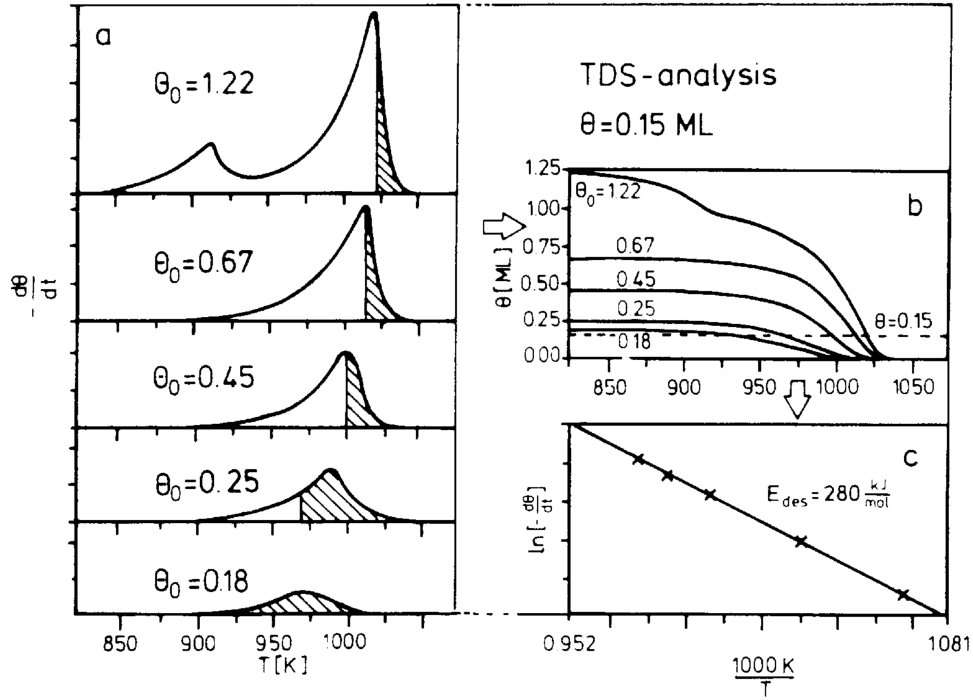 a
Θ₀=1.22
Θ₀=0.67
Θ₀=0.45
Θ₀=0.25
Θ₀=0.18
- dΘ/dt
850 900 950 1000
T [K]
TDS-analysis
Θ=0.15 ML
b
Θ [ML]
1.25
1.00
0.75
0.50
0.25
0.00
Θ₀=1.22
0.67
0.45
0.25
0.18
Θ=0.15
850 900 950 1000 1050
c
ln [- dΘ/dt]
E des = 280 kJ/mol
0.952 1081
1000 K
T